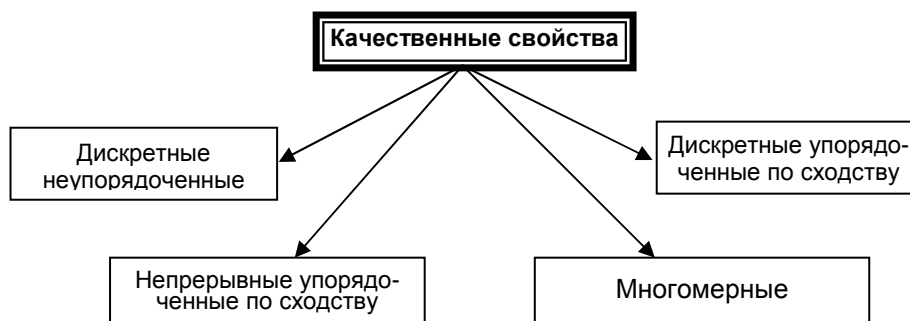 Качественные свойства
Дискретные
неупорядоченные
Дискретные упорядо-
ченные по сходству
Непрерывные упорядо-
ченные по сходству
Многомерные